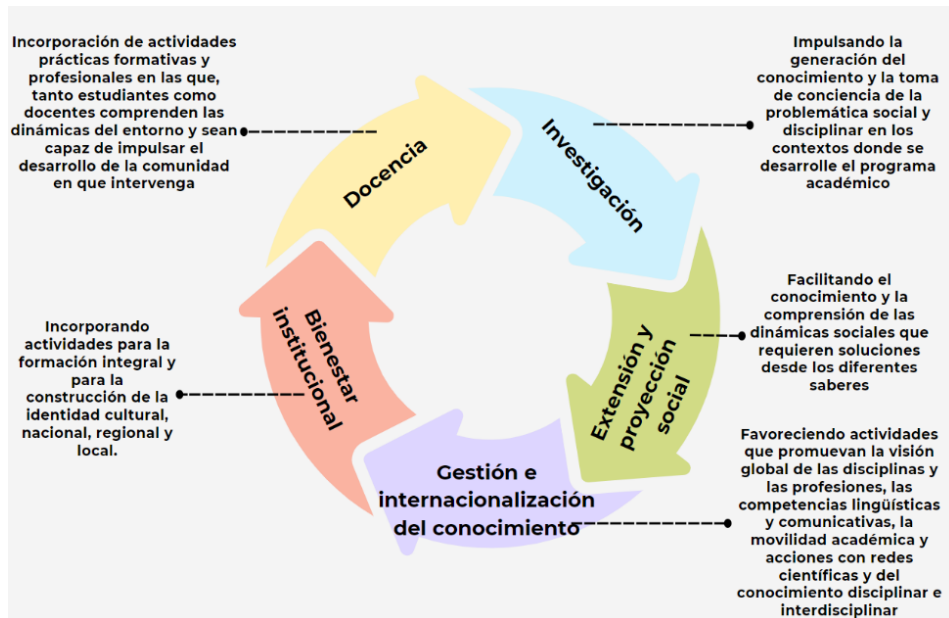 Incorporación de actividades
prácticas formativas y
profesionales en las que,
tanto estudiantes como
docentes comprenden las
dinámicas del entorno y sean
capaz de impulsar el
desarrollo de la comunidad
en que intervenga
Docencia
Investigación
Impulsando la
generación del
conocimiento y la toma
de conciencia de la
problemática social y
disciplinar en los
contextos donde se
desarrolle el programa
académico
Extensión y
proyección
social
Facilitando el
conocimiento y la
comprensión de las
dinámicas sociales que
requieren soluciones
desde los diferentes
saberes
Gestión e
internacionalización
del conocimiento
Favoreciendo actividades
que promuevan la visión
global de las disciplinas y
las profesiones, las
competencias lingüísticas
y comunicativas, la
movilidad académica y
acciones con redes
científicas y del
conocimiento disciplinar e
interdisciplinar
Bienestar
institucional
Incorporando
actividades para la
formación integral y
para la
construcción de la
identidad cultural,
nacional, regional y
local.